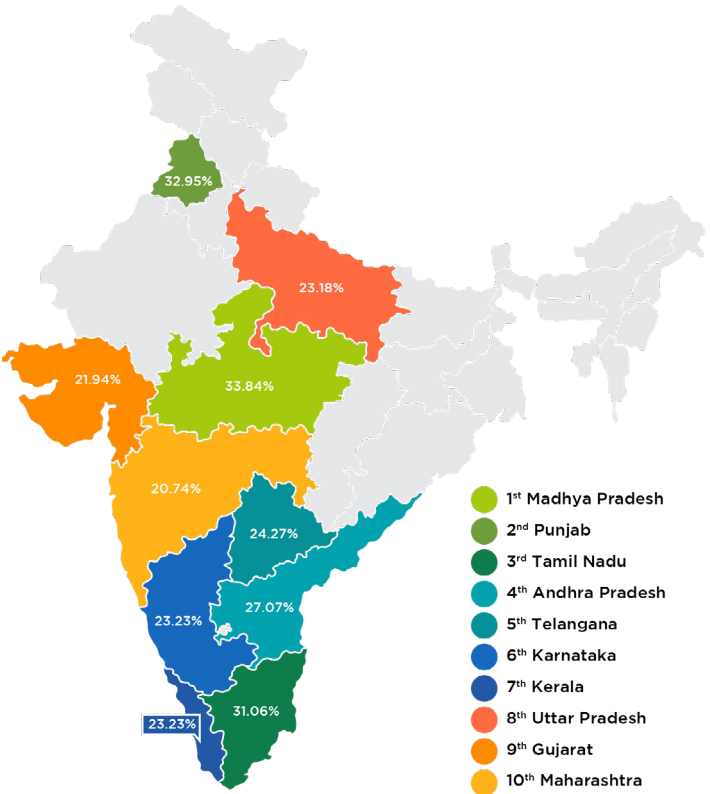 32.95%
23.18%
21.94%
33.84%
20.74%
24.27%
27.07%
23.23%
31.06%
23.23%
1st Madhya Pradesh
2nd Punjab
3rd Tamil Nadu
4th Andhra Pradesh
5th Telangana
6th Karnataka
7th Kerala
8th Uttar Pradesh
9th Gujarat
10th Maharashtra